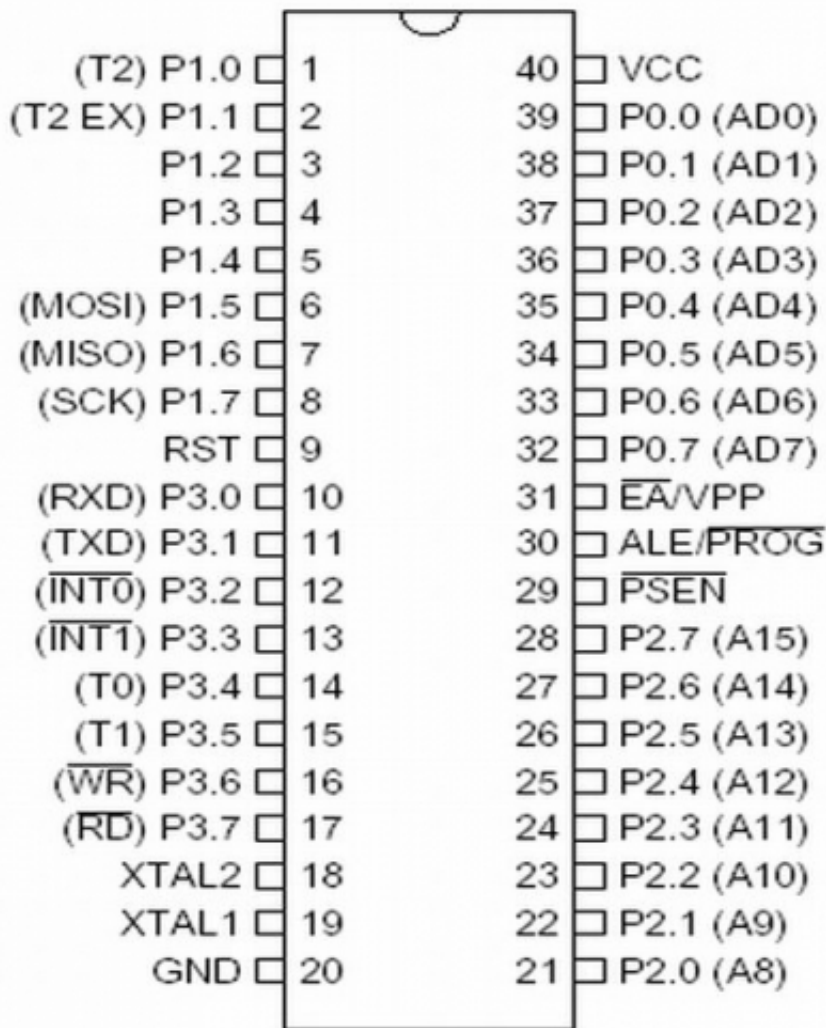 (T2) P1.0 1 40 VCC
(T2 EX) P1.1 2 39 P0.0 (AD0)
P1.2 3 38 P0.1 (AD1)
P1.3 4 37 P0.2 (AD2)
P1.4 5 36 P0.3 (AD3)
(MOSI) P1.5 6 35 P0.4 (AD4)
(MISO) P1.6 7 34 P0.5 (AD5)
(SCK) P1.7 8 33 P0.6 (AD6)
RST 9 32 P0.7 (AD7)
(RXD) P3.0 10 31 E̅A̅/VPP
(TXD) P3.1 11 30 ALE/P̅R̅O̅G̅
(I̅N̅T̅0̅) P3.2 12 29 P̅S̅E̅N̅
(I̅N̅T̅1̅) P3.3 13 28 P2.7 (A15)
(T0) P3.4 14 27 P2.6 (A14)
(T1) P3.5 15 26 P2.5 (A13)
(W̅R̅) P3.6 16 25 P2.4 (A12)
(R̅D̅) P3.7 17 24 P2.3 (A11)
XTAL2 18 23 P2.2 (A10)
XTAL1 19 22 P2.1 (A9)
GND 20 21 P2.0 (A8)